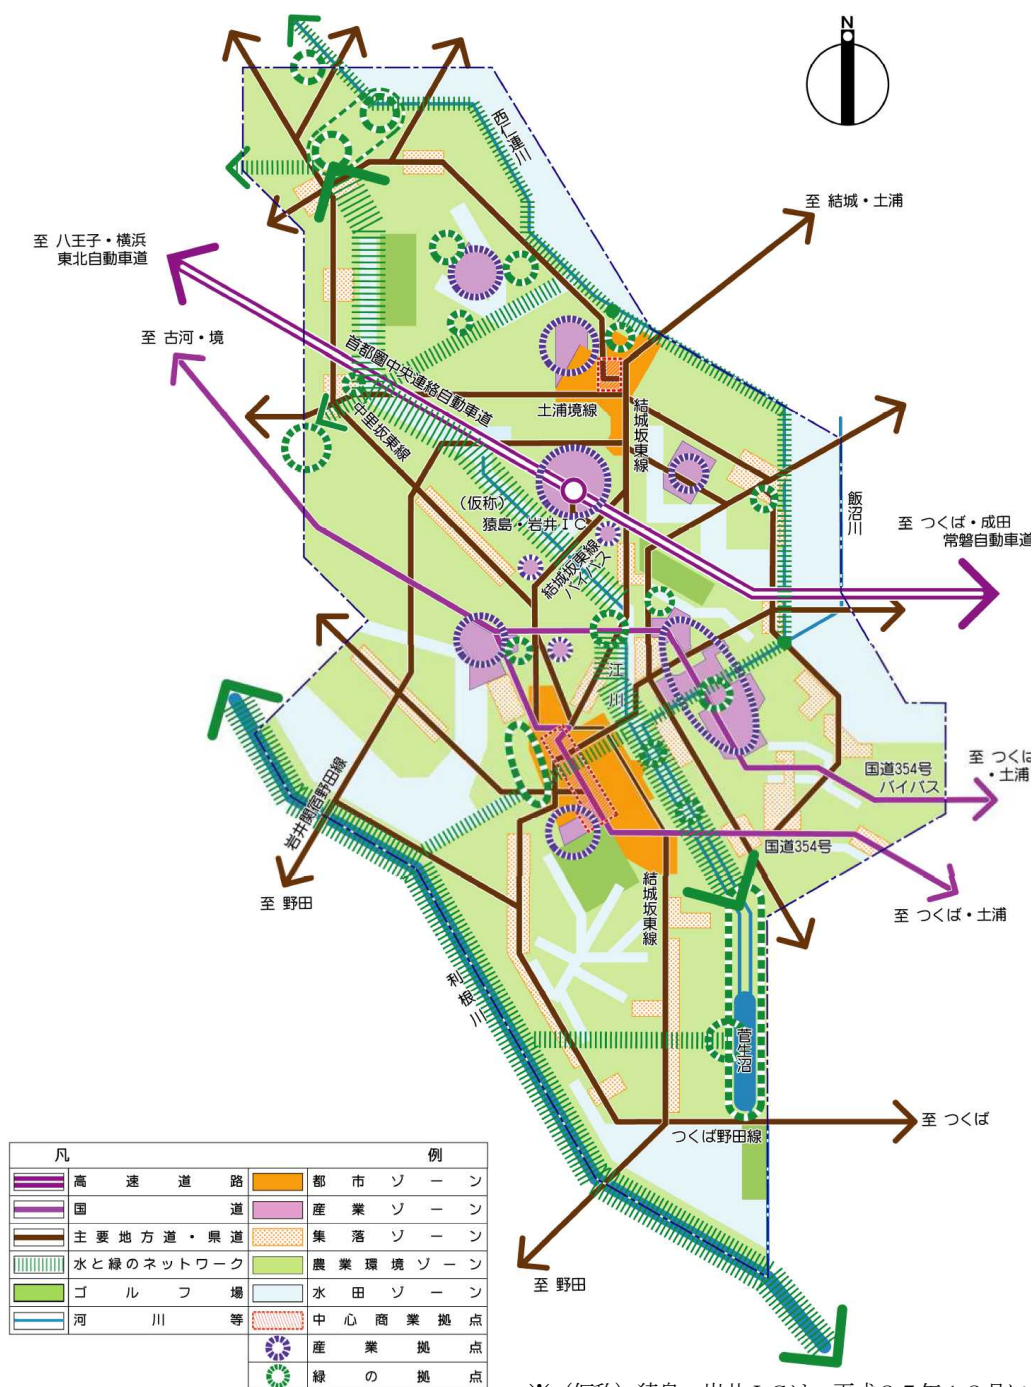 N
西仁連川
至 結城・土浦
至 八王子・横浜
東北自動車道
至 古河・境
首都圏中央連絡自動車道
中里坂東線
土浦境線
結城坂東線
(仮称)
猿島・岩井IC
結城坂東線
バイパス
飯沼川
至 つくば・成田
常磐自動車道
江川
国道354号
バイパス
至 つくば
・土浦
岩井関宿野田線
国道354号
至 野田
結城坂東線
至 つくば・土浦
利根川
菅生沼
至 つくば
つくば野田線
至 野田
凡例
高速道路 都市ゾーン
国道 産業ゾーン
主要地方道・県道 集落ゾーン
水と緑のネットワーク 農業環境ゾーン
ゴルフ場 水田ゾーン
河川等 中心商業拠点
産業拠点
緑の拠点